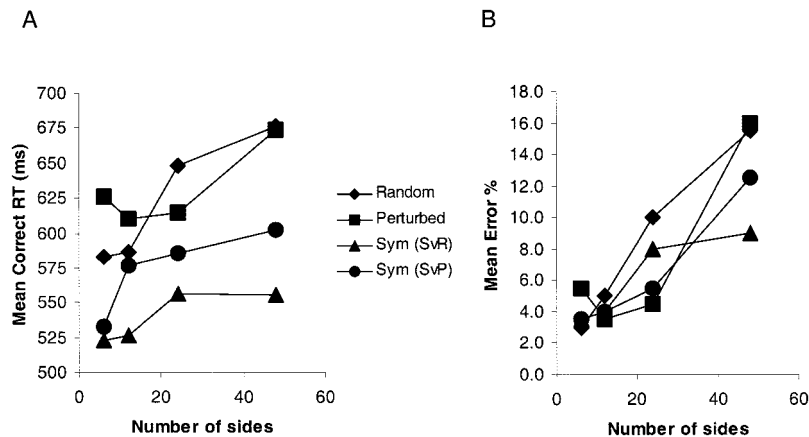 A
Mean Correct RT (ms)
700
675
650
625
600
575
550
525
500
0
20
40
60
Number of sides
Random
Perturbed
Sym (SvR)
Sym (SvP)
B
Mean Error %
18.0
16.0
14.0
12.0
10.0
8.0
6.0
4.0
2.0
0.0
0
20
40
60
Number of sides